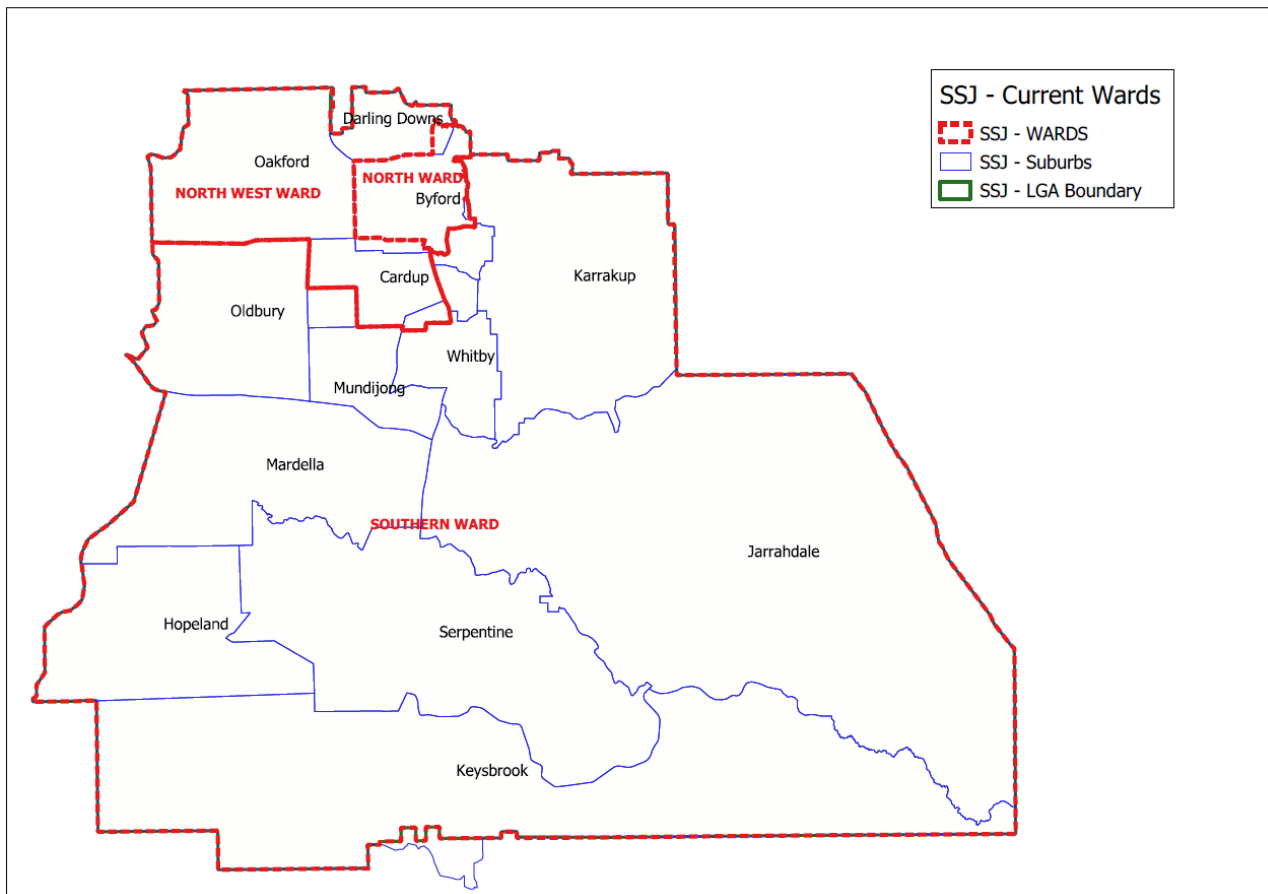 SSJ - Current Wards
SSJ - WARDS
SSJ - Suburbs
SSJ - LGA Boundary
Darling Downs
Oakford
NORTH WARD
NORTH WEST WARD
Byford
Cardup
Karrakup
Oldbury
Whitby
Mundijong
Mardella
SOUTHERN WARD
Jarrahdale
Hopeland
Serpentine
Keysbrook